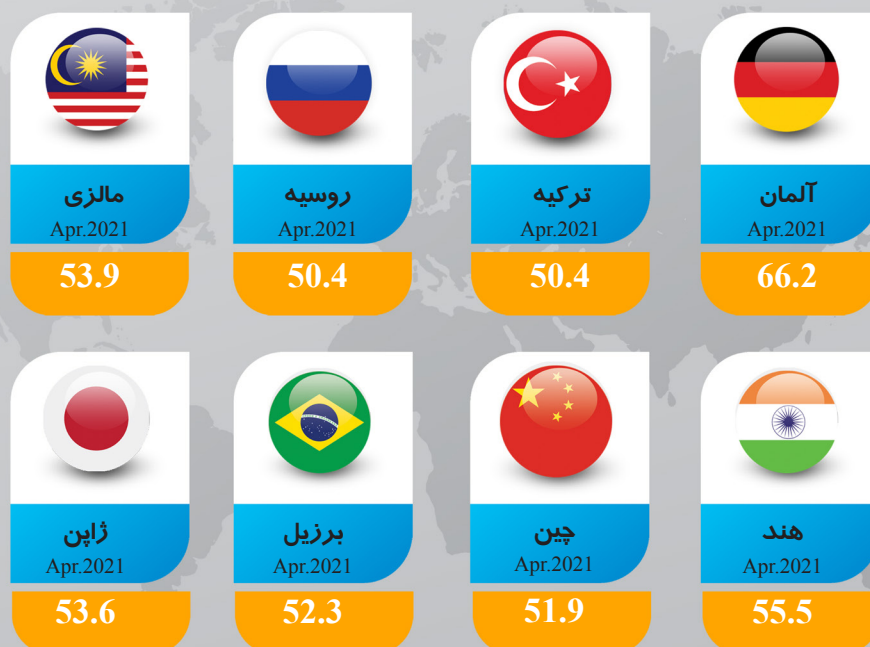 مالزی
Apr.2021
53.9
روسیه
Apr.2021
50.4
ترکیه
Apr.2021
50.4
آلمان
Apr.2021
66.2
ژاپن
Apr.2021
53.6
برزیل
Apr.2021
52.3
چین
Apr.2021
51.9
هند
Apr.2021
55.5